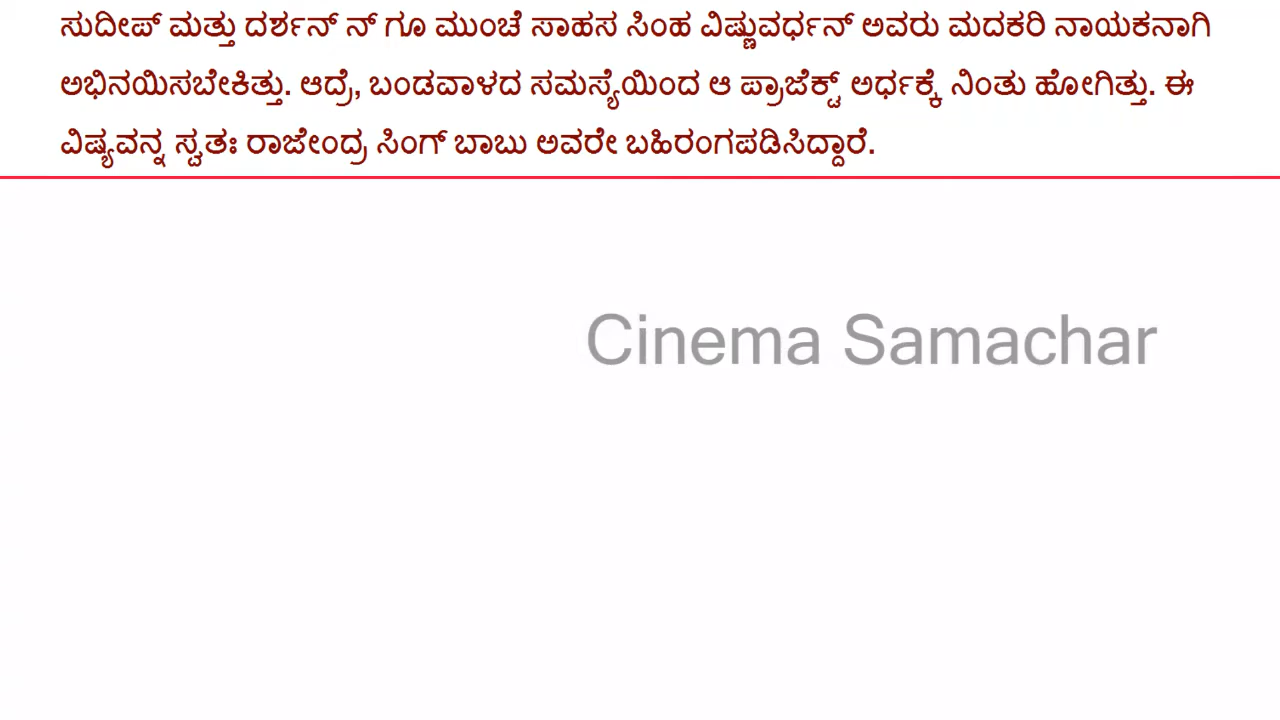 ಸುದೀಪ್ ಮತ್ತು ದರ್ಶನ್ ನ್ ಗೂ ಮುಂಚೆ ಸಾಹಸ ಸಿಂಹ ವಿಷ್ಣುವರ್ಧನ್ ಅವರು ಮದಕರಿ ನಾಯಕನಾಗಿ
ಅಭಿನಯಿಸಬೇಕಿತ್ತು. ಆದ್ರೆ, ಬಂಡವಾಳದ ಸಮಸ್ಯೆಯಿಂದ ಆ ಪ್ರಾಜೆಕ್ಟ್ ಅರ್ಧಕ್ಕೆ ನಿಂತು ಹೋಗಿತ್ತು. ಈ
ವಿಷ್ಯವನ್ನ ಸ್ವತಃ ರಾಜೇಂದ್ರ ಸಿಂಗ್ ಬಾಬು ಅವರೇ ಬಹಿರಂಗಪಡಿಸಿದ್ದಾರೆ.
Cinema Samachar